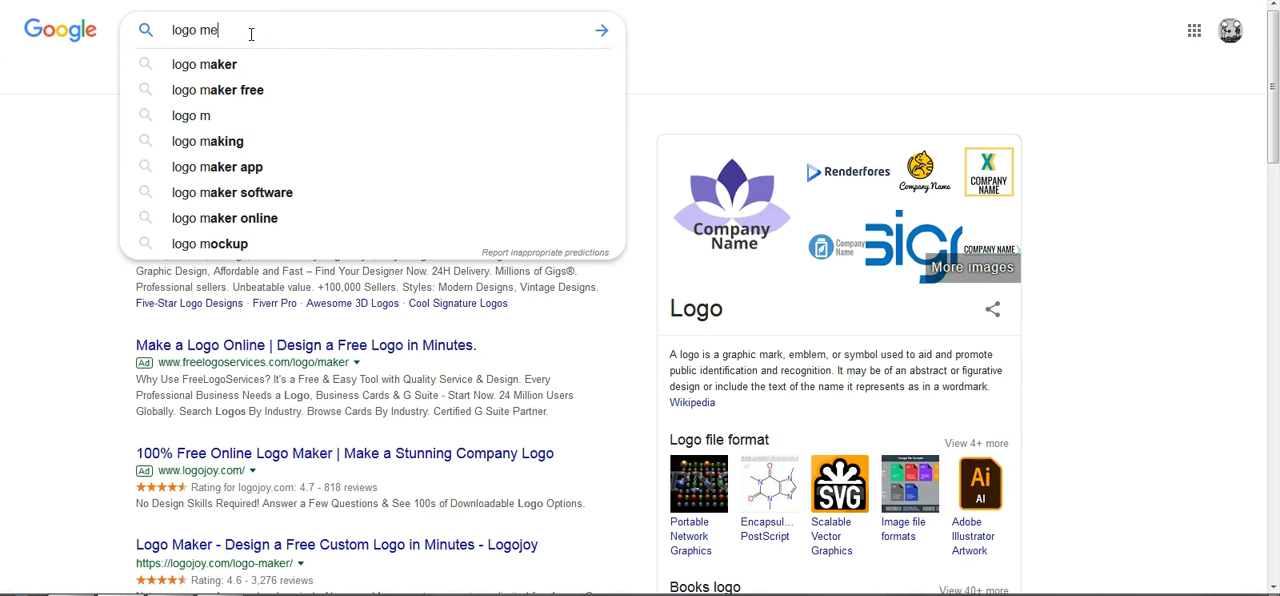 Google
logo me
logo maker
logo maker free
logo m
logo making
logo maker app
logo maker software
logo maker online
logo mockup
Report inappropriate predictions
Graphic Design, Affordable and Fast – Find Your Designer Now. 24H Delivery. Millions of Gigs®.
Professional sellers. Unbeatable value. +100,000 Sellers. Styles: Modern Designs, Vintage Designs.
Five-Star Logo Designs · Fiverr Pro · Awesome 3D Logos · Cool Signature Logos
Make a Logo Online | Design a Free Logo in Minutes.
Ad www.freelogoservices.com/logo/maker
Why Use FreeLogoServices? It's a Free & Easy Tool with Quality Service & Design. Every
Professional Business Needs a Logo, Business Cards & G Suite - Start Now. 24 Million Users
Globally. Search Logos By Industry. Browse Cards By Industry. Certified G Suite Partner.
100% Free Online Logo Maker | Make a Stunning Company Logo
Ad www.logojoy.com/
Rating for logojoy.com: 4.7 - 818 reviews
No Design Skills Required! Answer a Few Questions & See 100s of Downloadable Logo Options.
Logo Maker - Design a Free Custom Logo in Minutes - Logojoy
https://logojoy.com/logo-maker/
Rating: 4.6 - 3,276 reviews
Company
Name
Renderfores
Company Name
X
COMPANY
NAME
Company
Name
Sigr
COMPANY NAME
More images
Logo
A logo is a graphic mark, emblem, or symbol used to aid and promote
public identification and recognition. It may be of an abstract or figurative
design or include the text of the name it represents as in a wordmark.
Wikipedia
Logo file format
View 4+ more
SVG
Ai
AI
Portable
Network
Graphics
Encapsul...
PostScript
Scalable
Vector
Graphics
Image file
formats
Adobe
Illustrator
Artwork
Books logo
View 40+ more